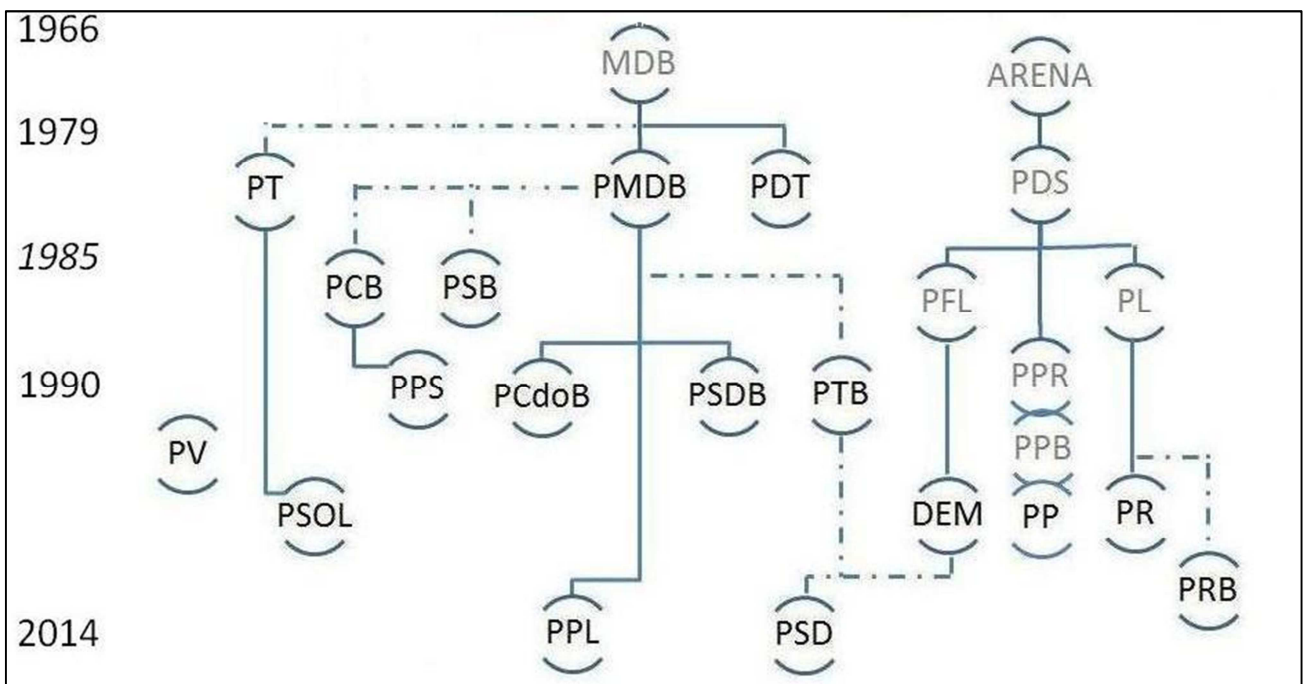 1966
MDB
ARENA
1979
PT
PMDB
PDT
PDS
1985
PCB
PSB
PFL
PL
1990
PPS
PCdoB
PSDB
PTB
PPR
PV
PPB
PSOL
DEM
PP
PR
PRB
2014
PPL
PSD